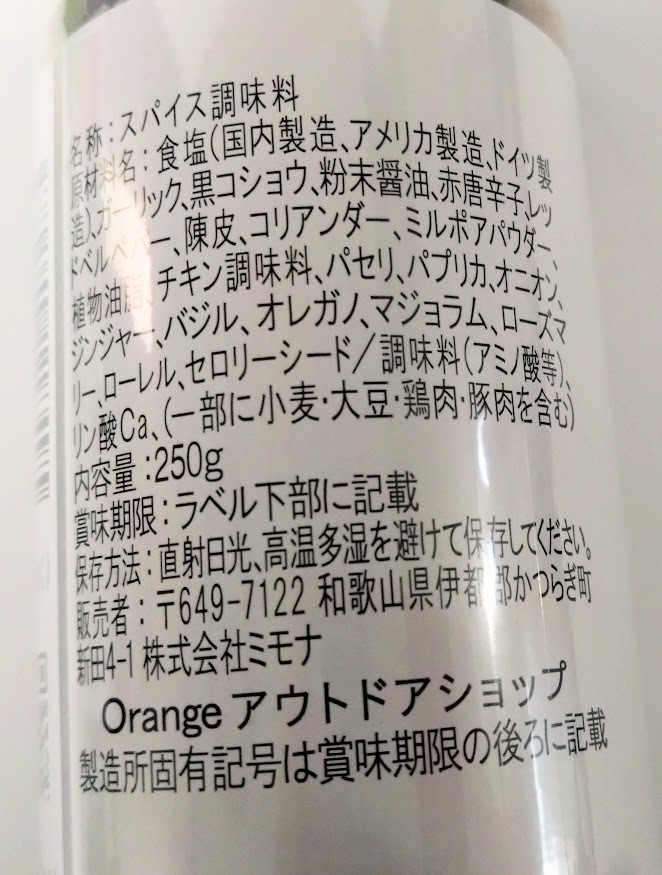 名称：スパイス調味料
原材料名：食塩(国内製造、アメリカ製造、ドイツ製
造)、ガーリック、黒コショウ、粉末醤油、赤唐辛子、レッ
ドベルペパー、陳皮、コリアンダー、ミルポアパウダー、
植物油脂、チキン調味料、パセリ、パプリカ、オニオン、
ジンジャー、バジル、オレガノ、マジョラム、ローズマ
リー、ローレル、セロリーシード／調味料(アミノ酸等)、
リン酸Ca、(一部に小麦・大豆・鶏肉・豚肉を含む)
内容量：250g
賞味期限：ラベル下部に記載
保存方法：直射日光、高温多湿を避けて保存してください。
販売者：〒649-7122 和歌山県伊都郡かつらぎ町
新田4-1 株式会社ミモナ
Orange アウトドアショップ
製造所固有記号は賞味期限の後ろに記載